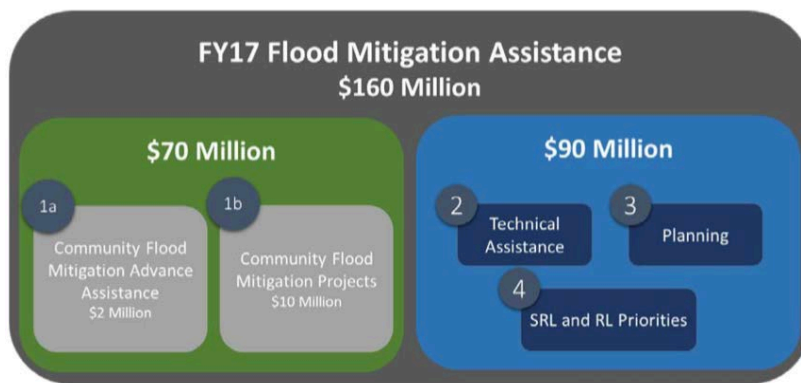 FY17 Flood Mitigation Assistance
$160 Million
$70 Million
1a
Community Flood
Mitigation Advance
Assistance
$2 Million
1b
Community Flood
Mitigation Projects
$10 Million
$90 Million
2
Technical
Assistance
3
Planning
4
SRL and RL Priorities